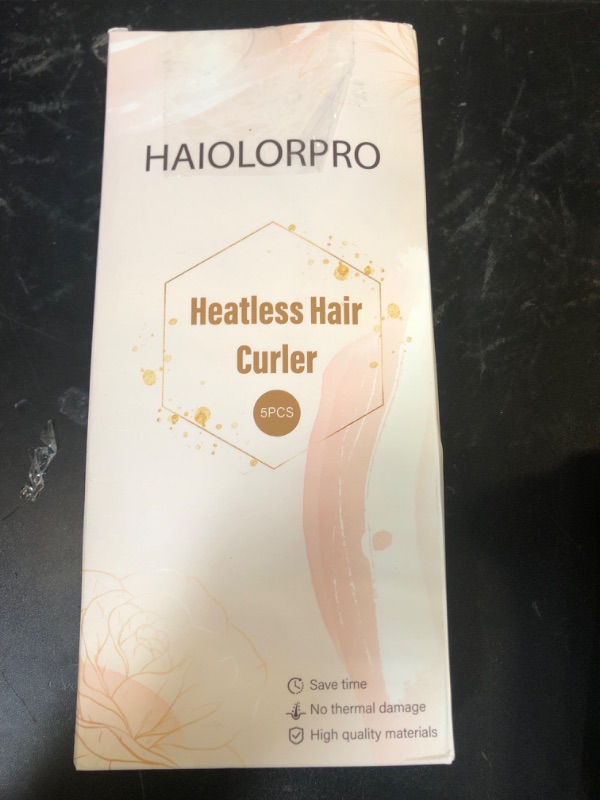 HAIOLORPRO
Heatless Hair
Curler
5PCS
Save time
No thermal damage
High quality materials